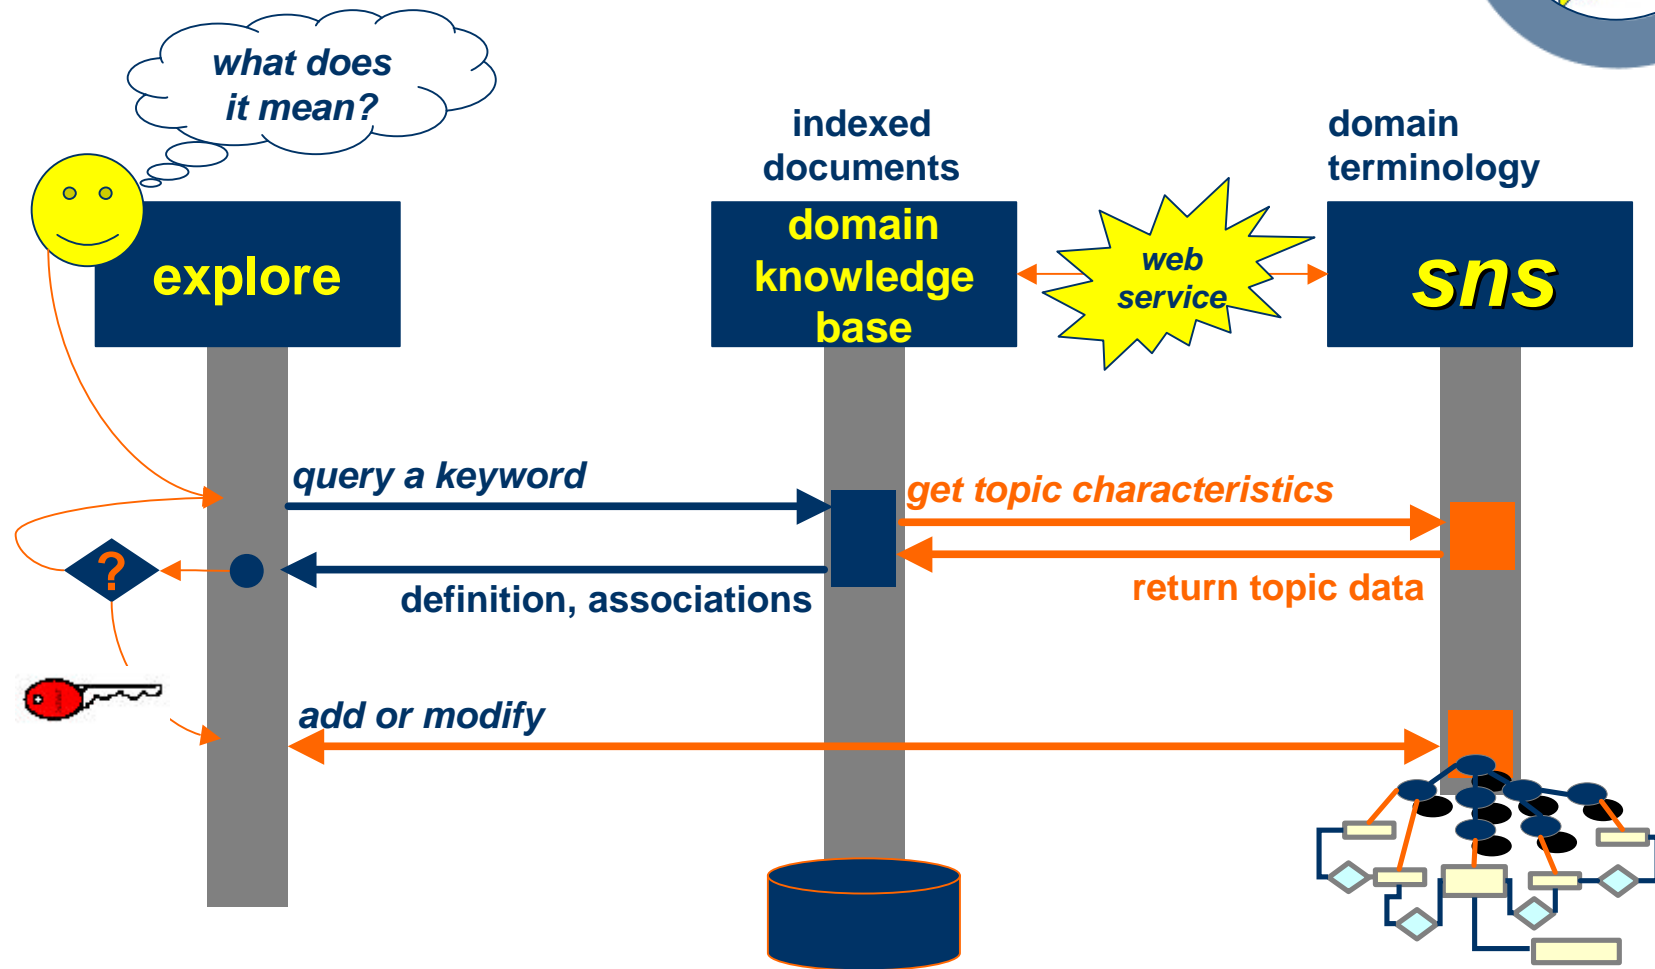 what does
it mean?
indexed
documents
domain
terminology
explore
domain
knowledge
base
web
service
sns
query a keyword
get topic characteristics
?
definition, associations
return topic data
add or modify